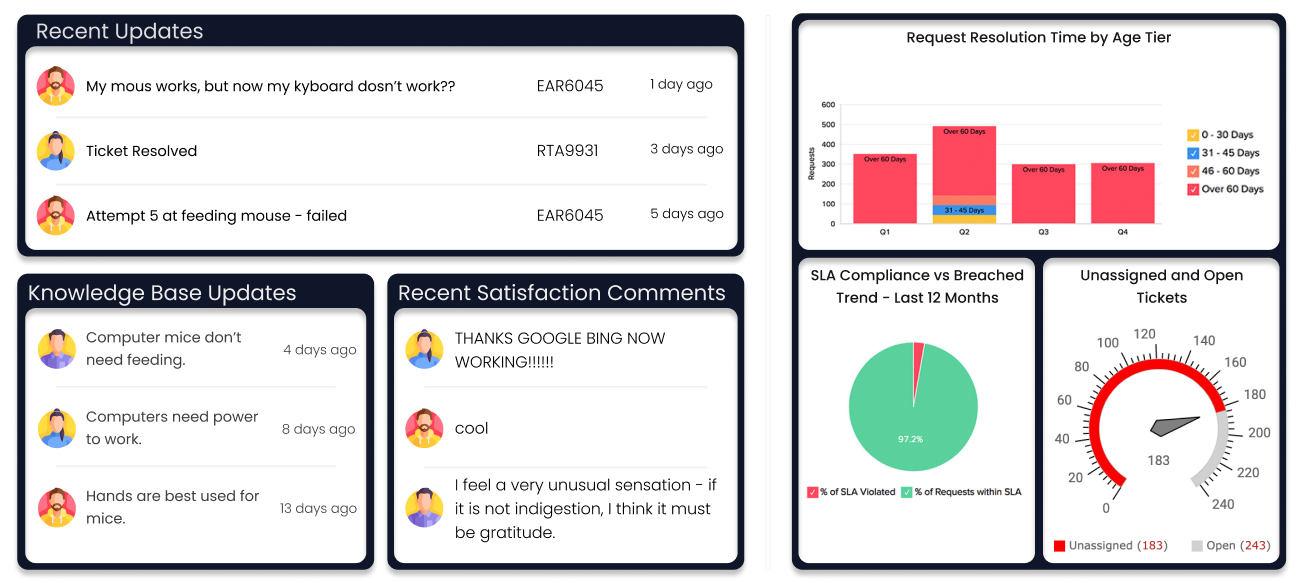 Recent Updates
My mous works, but now my kyboard dosn’t work?? EAR6045 1 day ago
Ticket Resolved RTA9931 3 days ago
Attempt 5 at feeding mouse - failed EAR6045 5 days ago
Knowledge Base Updates
Computer mice don’t
need feeding.
4 days ago
Computers need power
to work.
8 days ago
Hands are best used for
mice.
13 days ago
Recent Satisfaction Comments
THANKS GOOGLE BING NOW
WORKING!!!!!!
cool
I feel a very unusual sensation - if
it is not indigestion, I think it must
be gratitude.
Request Resolution Time by Age Tier
Requests
600
500
400
300
200
100
0
Over 60 Days
Over 60 Days
31 - 45 Days
Over 60 Days
Over 60 Days
Q1 Q2 Q3 Q4
0 - 30 Days
31 - 45 Days
46 - 60 Days
Over 60 Days
SLA Compliance vs Breached
Trend - Last 12 Months
97.2%
% of SLA Violated % of Requests within SLA
Unassigned and Open
Tickets
0
20
40
60
80
100
120
140
160
180
200
220
240
183
Unassigned (183) Open (243)